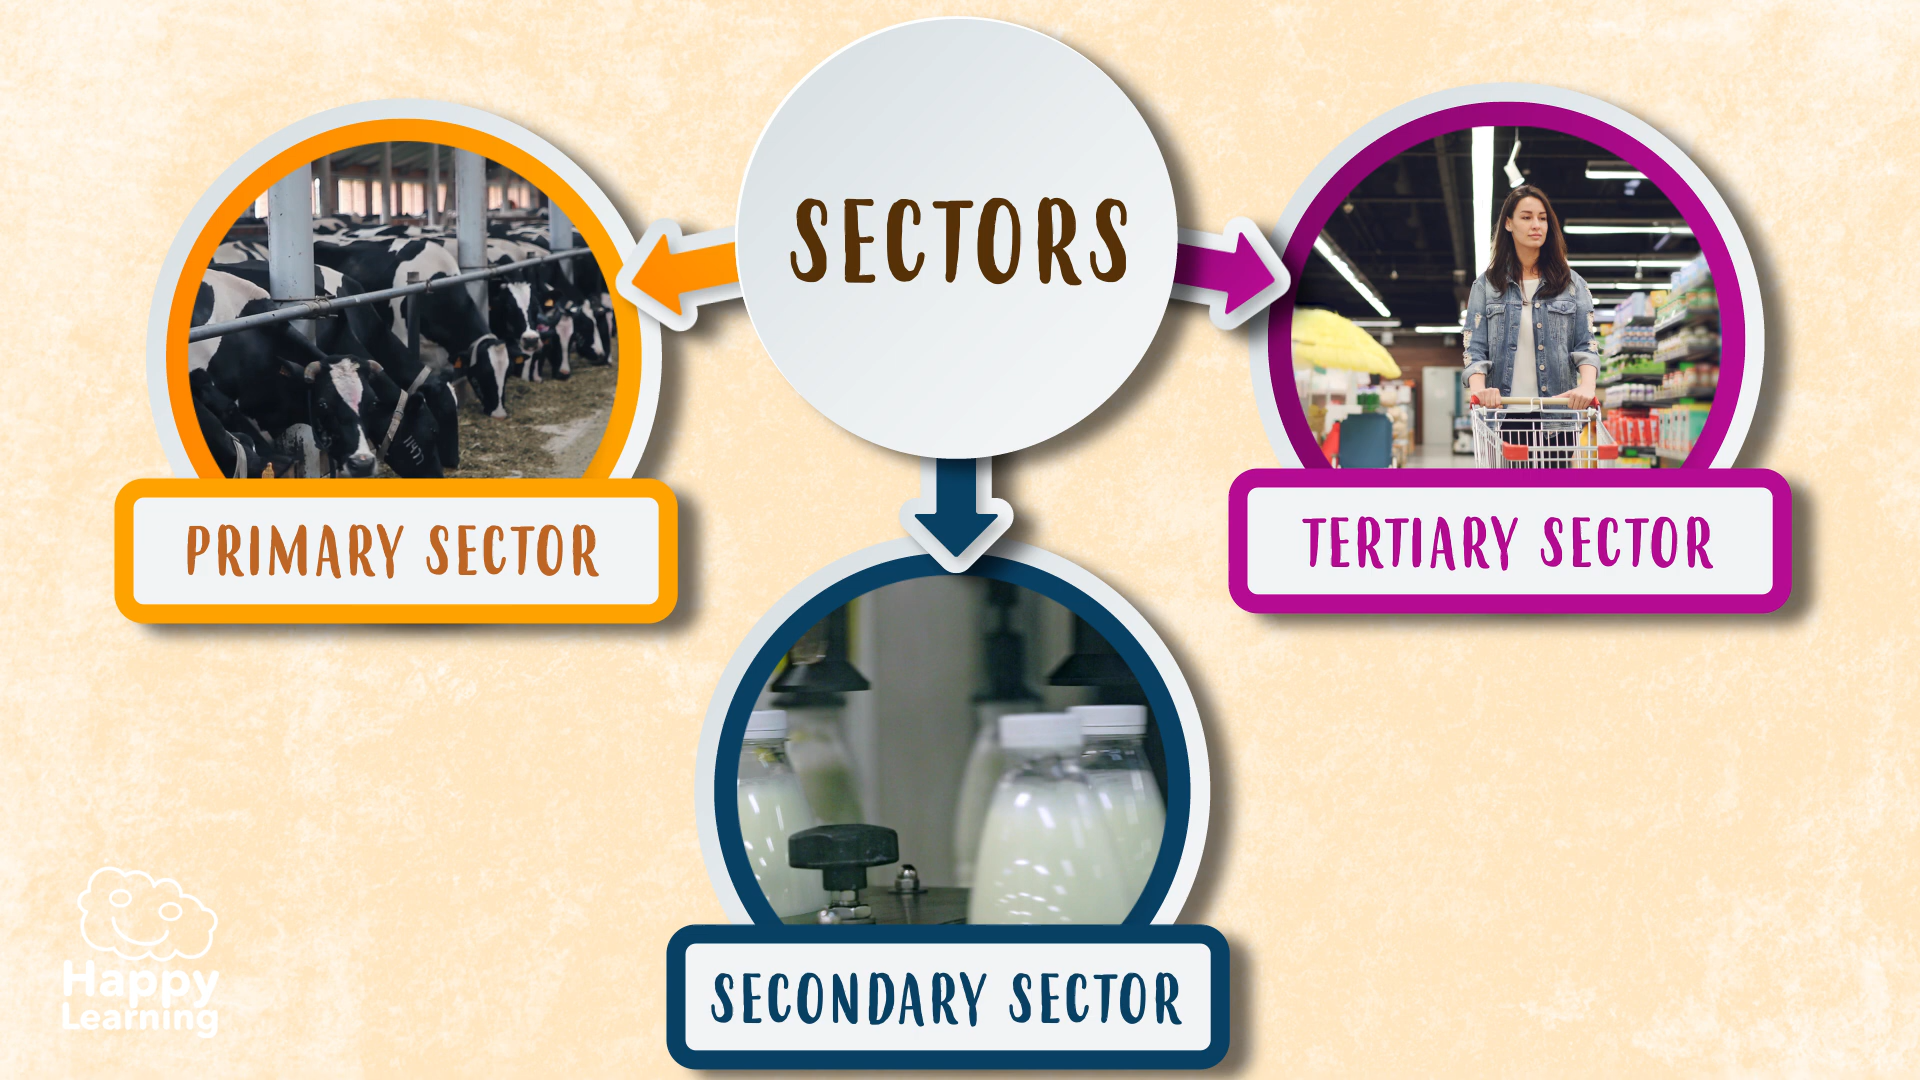 SECTORS
PRIMARY SECTOR
TERTIARY SECTOR
SECONDARY SECTOR
Happy
Learning